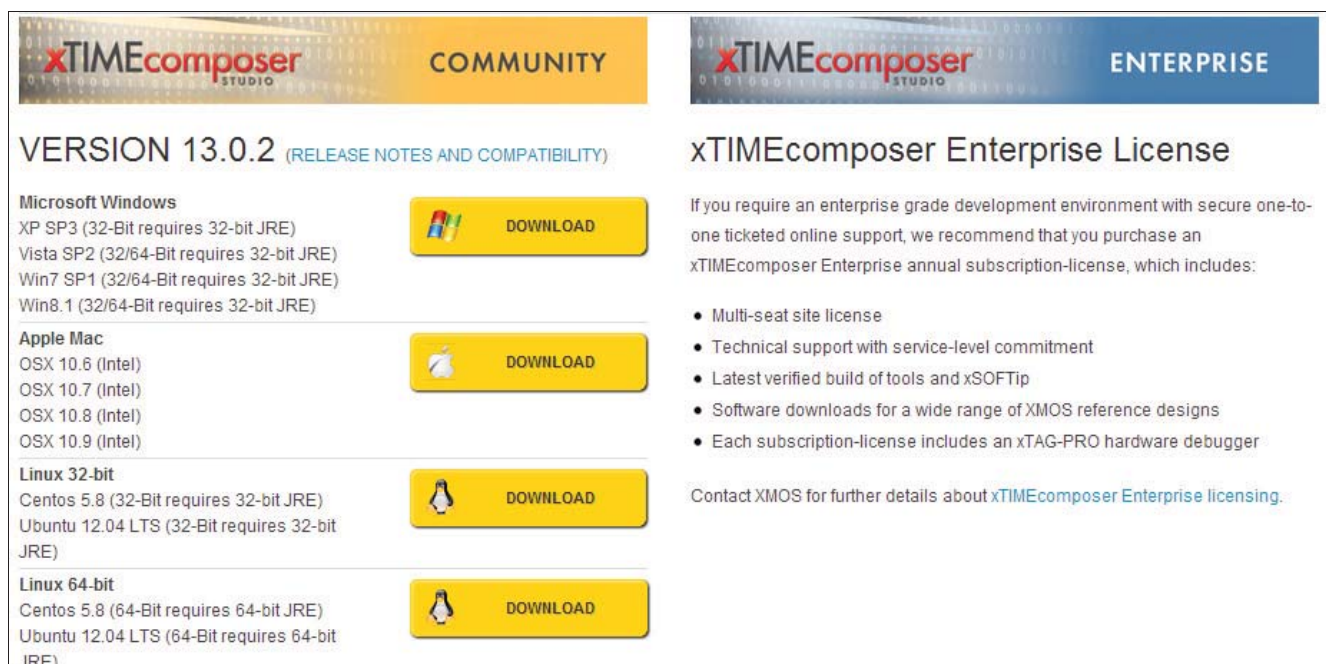 xTIMEcomposer
STUDIO
COMMUNITY
VERSION 13.0.2 (RELEASE NOTES AND COMPATIBILITY)
Microsoft Windows
XP SP3 (32-Bit requires 32-bit JRE)
Vista SP2 (32/64-Bit requires 32-bit JRE)
Win7 SP1 (32/64-Bit requires 32-bit JRE)
Win8.1 (32/64-Bit requires 32-bit JRE)
DOWNLOAD
Apple Mac
OSX 10.6 (Intel)
OSX 10.7 (Intel)
OSX 10.8 (Intel)
OSX 10.9 (Intel)
DOWNLOAD
Linux 32-bit
Centos 5.8 (32-Bit requires 32-bit JRE)
Ubuntu 12.04 LTS (32-Bit requires 32-bit
JRE)
DOWNLOAD
Linux 64-bit
Centos 5.8 (64-Bit requires 64-bit JRE)
Ubuntu 12.04 LTS (64-Bit requires 64-bit
JRE)
DOWNLOAD
xTIMEcomposer
STUDIO
ENTERPRISE
xTIMEcomposer Enterprise License
If you require an enterprise grade development environment with secure one-to-
one ticketed online support, we recommend that you purchase an
xTIMEcomposer Enterprise annual subscription-license, which includes:
• Multi-seat site license
• Technical support with service-level commitment
• Latest verified build of tools and xSOFTip
• Software downloads for a wide range of XMOS reference designs
• Each subscription-license includes an xTAG-PRO hardware debugger
Contact XMOS for further details about xTIMEcomposer Enterprise licensing.